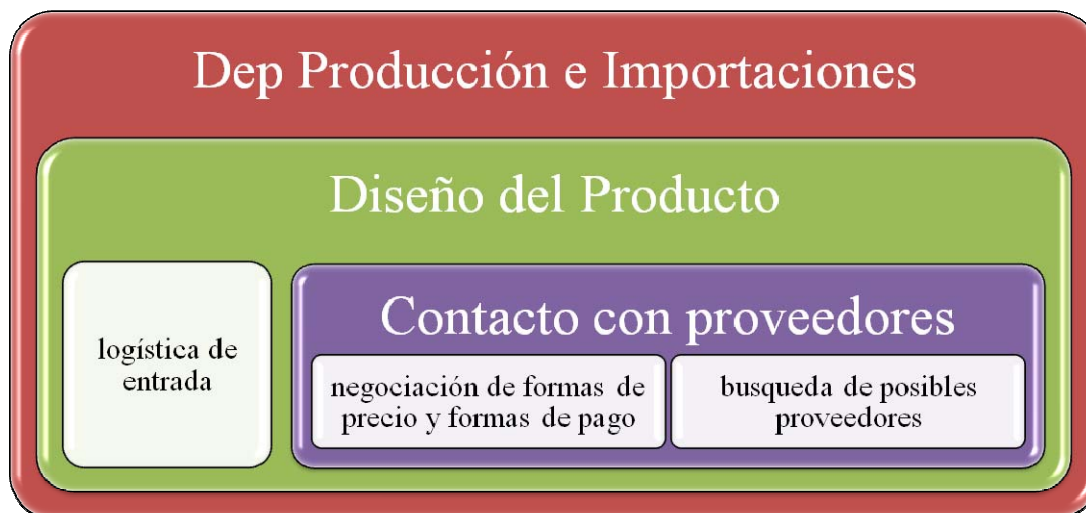 Dep Producción e Importaciones
Diseño del Producto
logística de
entrada
Contacto con proveedores
negociación de formas de
precio y formas de pago
busqueda de posibles
proveedores